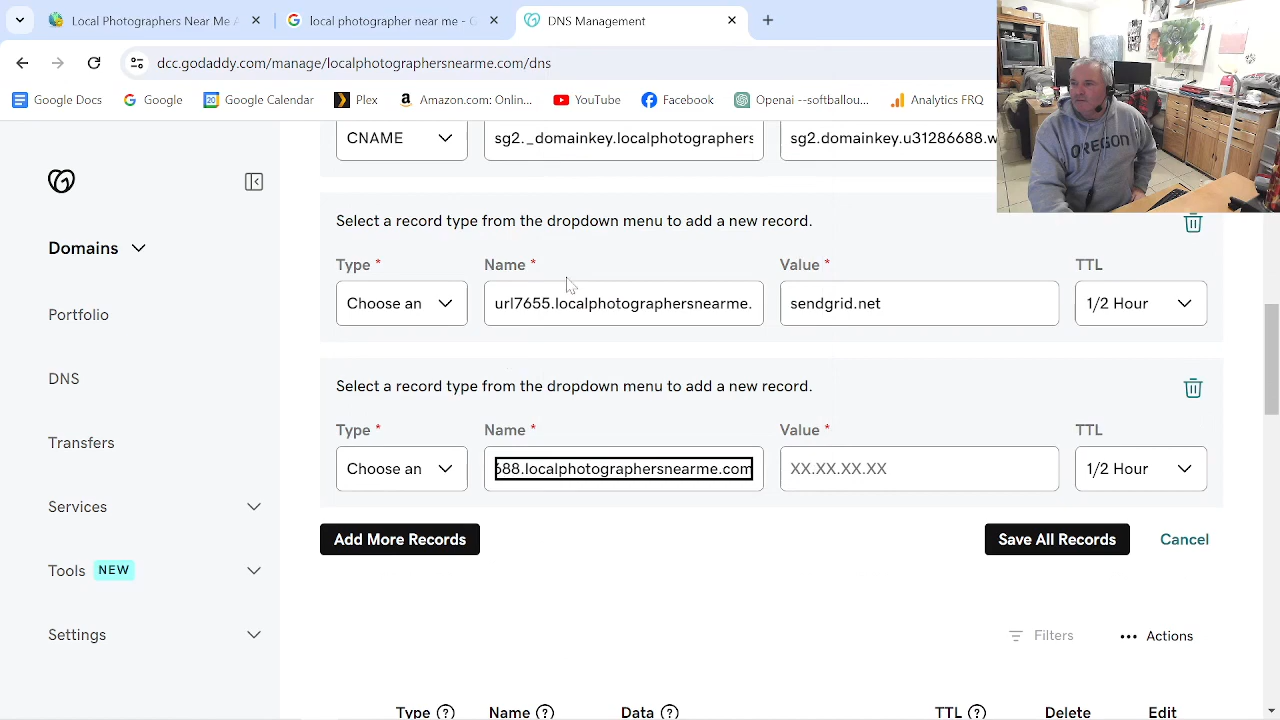 Local Photographers Near Me A
local photographer near me - G
DNS Management
dcc.godaddy.com/manage/localphotographersnearme.com/dns
Google Docs
Google
Google Calendar
Amazon.com: Onlin...
YouTube
Facebook
Openai --softballou...
Analytics FRQ
CNAME
sg2._domainkey.localphotographers
sg2.domainkey.u31286688.w
OREGON
Domains
Portfolio
DNS
Transfers
Services
Tools NEW
Settings
Select a record type from the dropdown menu to add a new record.
Type * Name * Value * TTL
Choose an url7655.localphotographersnearme. sendgrid.net 1/2 Hour
Select a record type from the dropdown menu to add a new record.
Type * Name * Value * TTL
Choose an 688.localphotographersnearme.com XX.XX.XX.XX 1/2 Hour
Add More Records
Save All Records
Cancel
Filters
Actions
Type Name Data TTL Delete Edit